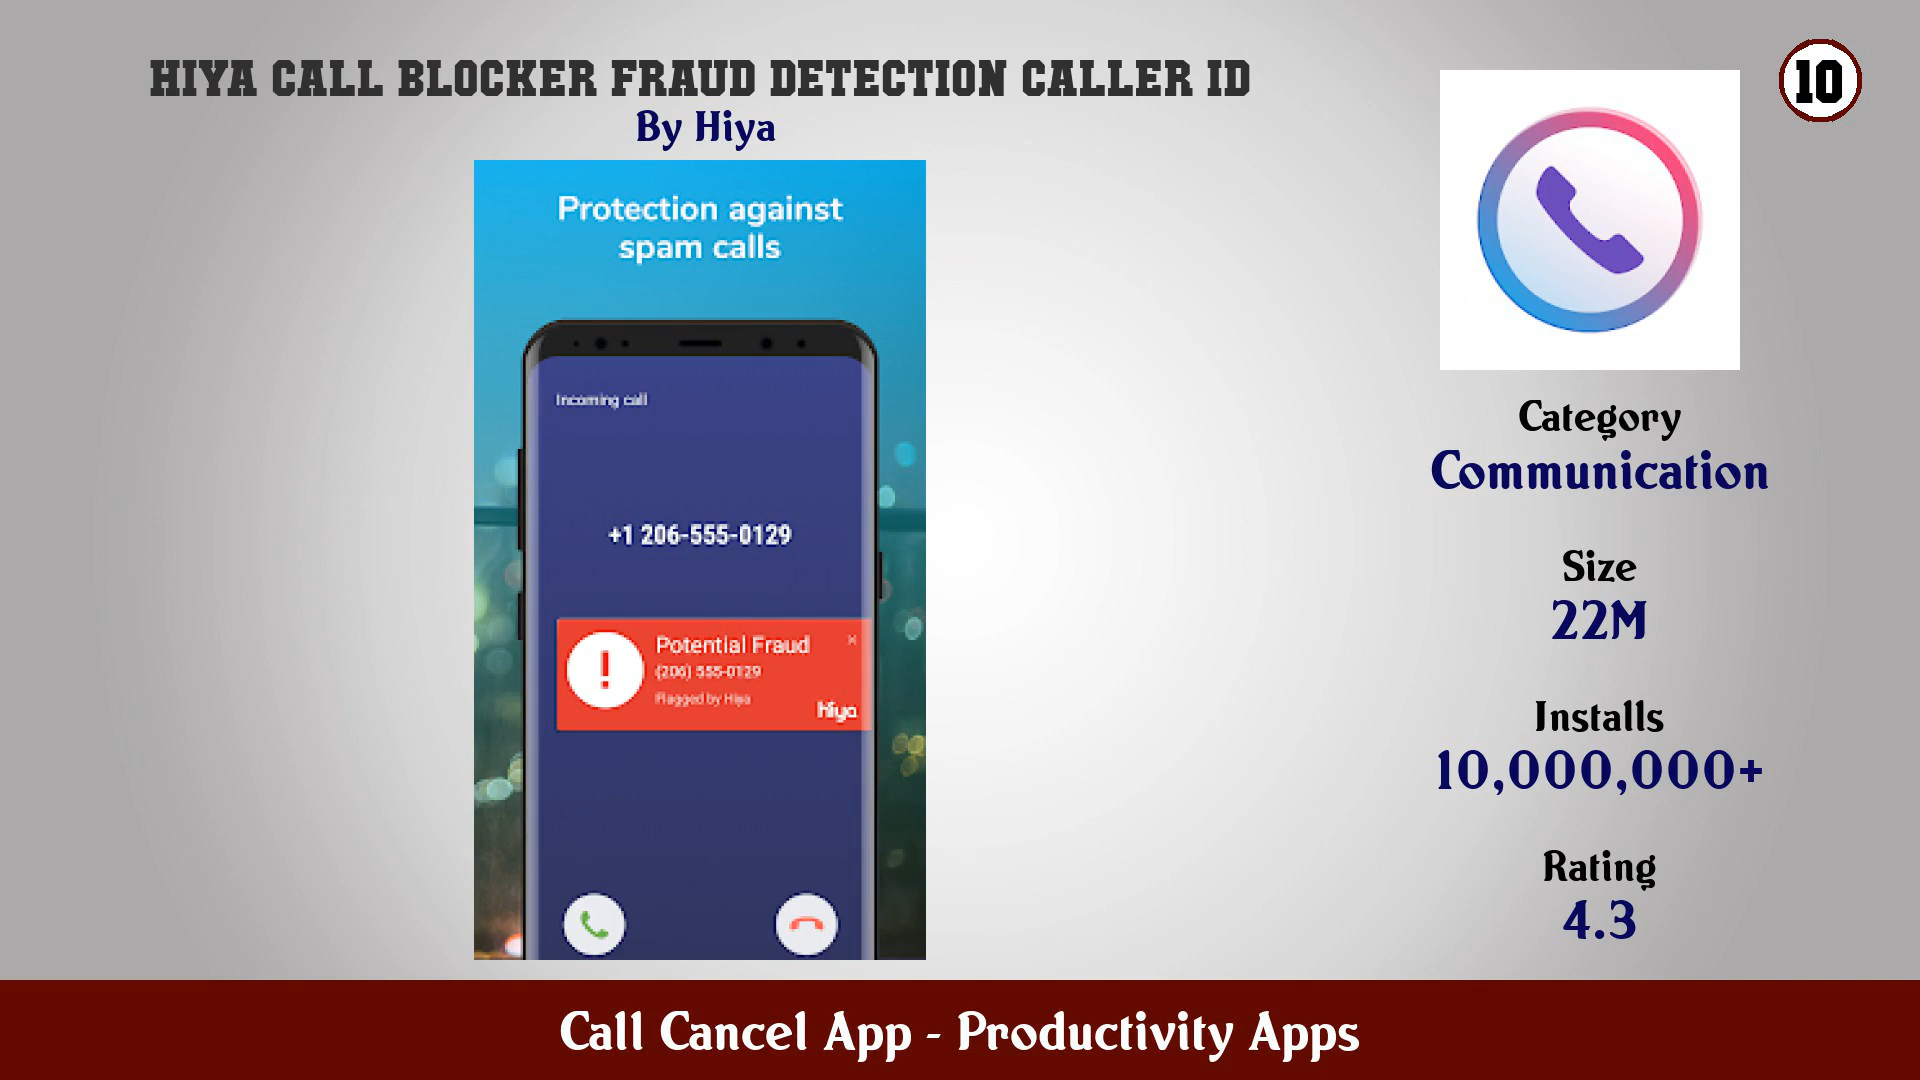 HIYA CALL BLOCKER FRAUD DETECTION CALLER ID
By Hiya
10
Protection against
spam calls
Incoming call
+1 206-555-0129
Potential Fraud
×
(206) 555-0129
Flagged by Hiya
hiya
Category
Communication
Size
22M
Installs
10,000,000+
Rating
4.3
Call Cancel App - Productivity Apps